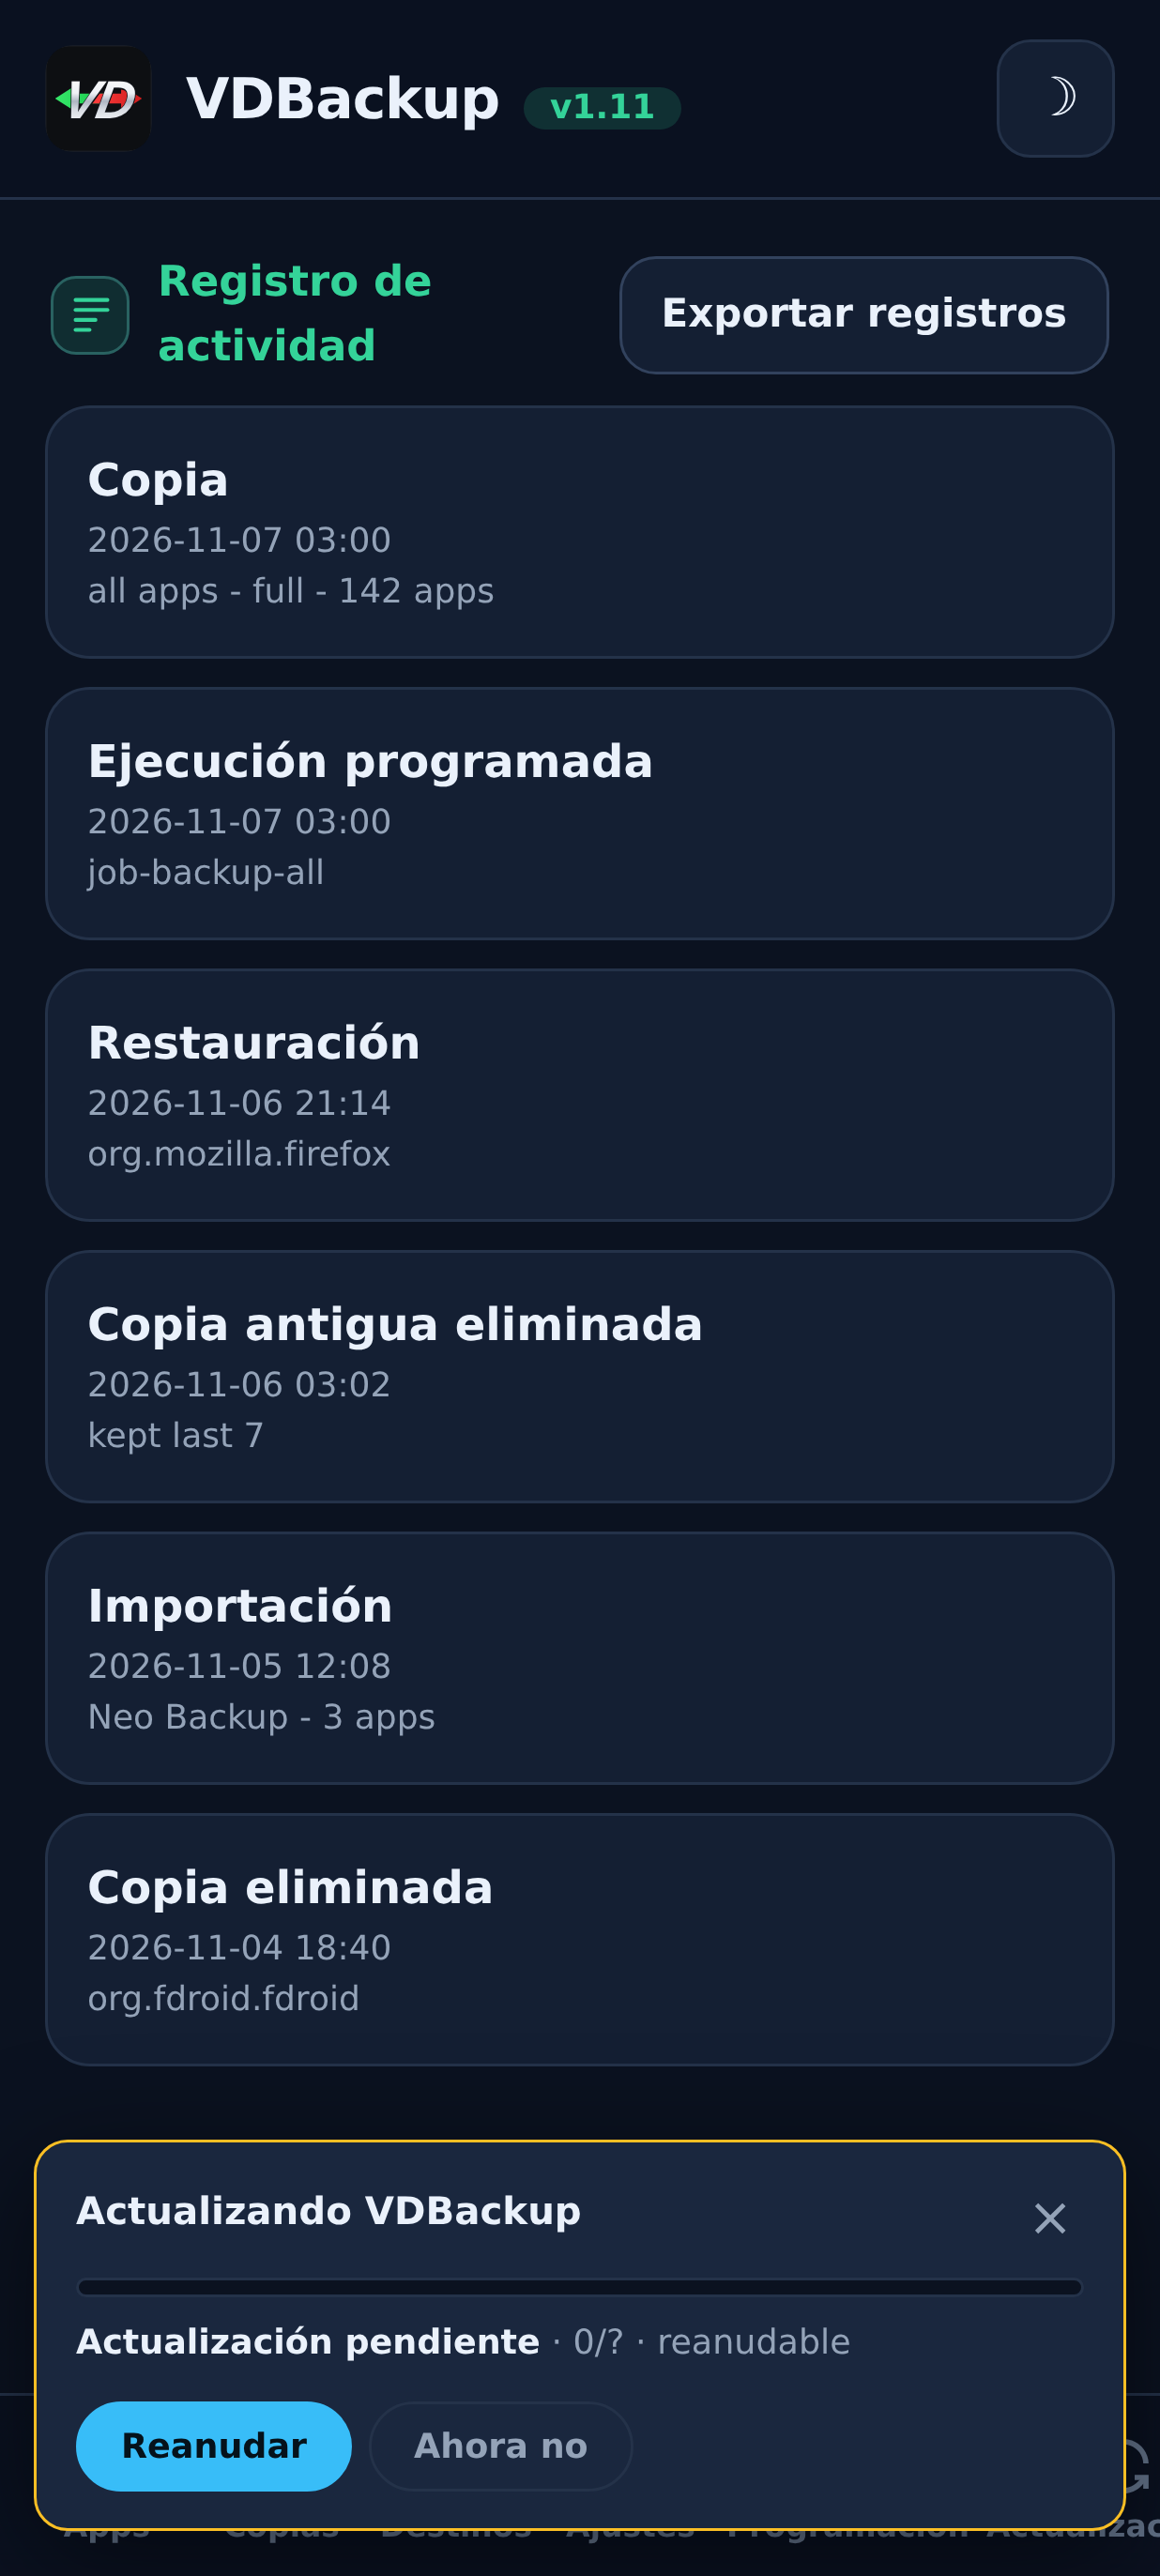 VD
VDBackup v1.11
Registro de
actividad
Exportar registros
Copia
2026-11-07 03:00
all apps - full - 142 apps
Ejecución programada
2026-11-07 03:00
job-backup-all
Restauración
2026-11-06 21:14
org.mozilla.firefox
Copia antigua eliminada
2026-11-06 03:02
kept last 7
Importación
2026-11-05 12:08
Neo Backup - 3 apps
Copia eliminada
2026-11-04 18:40
org.fdroid.fdroid
Actualizando VDBackup
Actualización pendiente · 0/? · reanudable
Reanudar
Ahora no